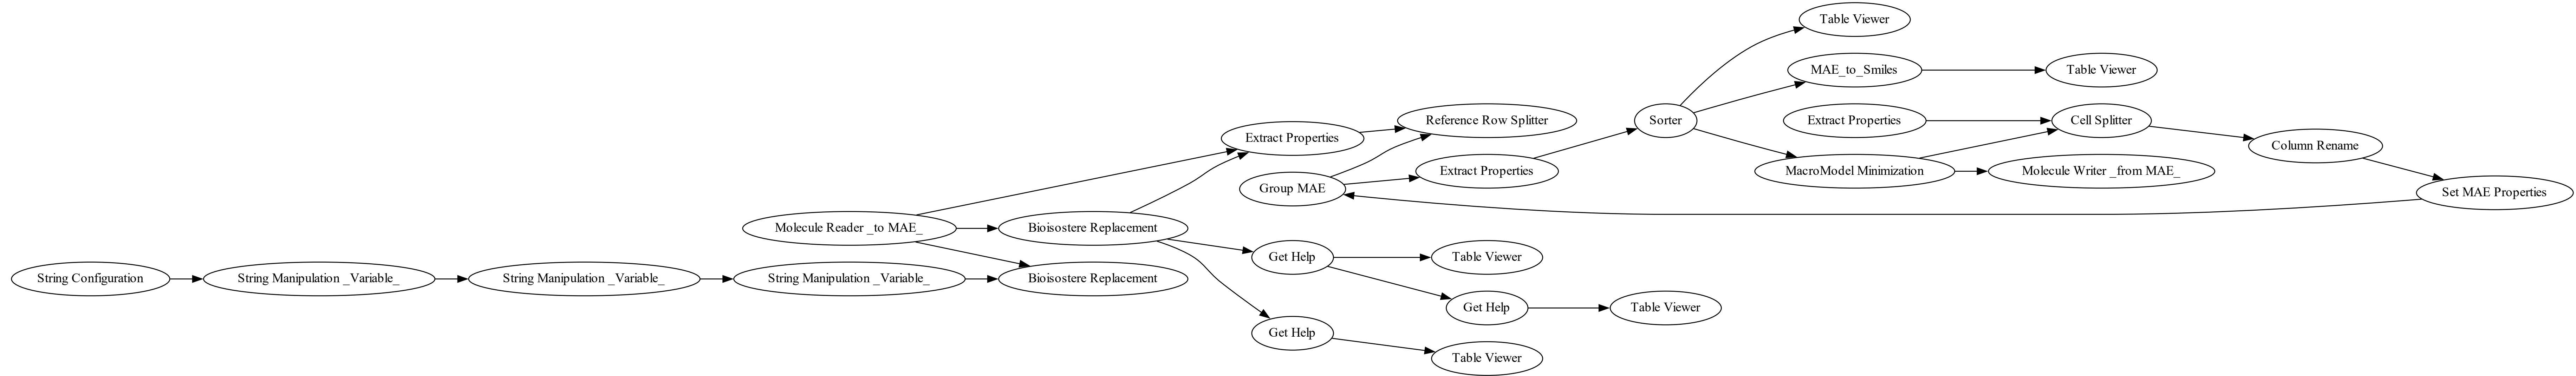 Table Viewer
MAE_to_Smiles
Table Viewer
Extract Properties
Reference Row Splitter
Sorter
Extract Properties
Cell Splitter
Column Rename
Extract Properties
MacroModel Minimization
Molecule Writer _from MAE_
Group MAE
Set MAE Properties
Molecule Reader _to MAE_
Bioisostere Replacement
Get Help
Table Viewer
String Configuration
String Manipulation _Variable_
String Manipulation _Variable_
String Manipulation _Variable_
Bioisostere Replacement
Get Help
Table Viewer
Get Help
Table Viewer